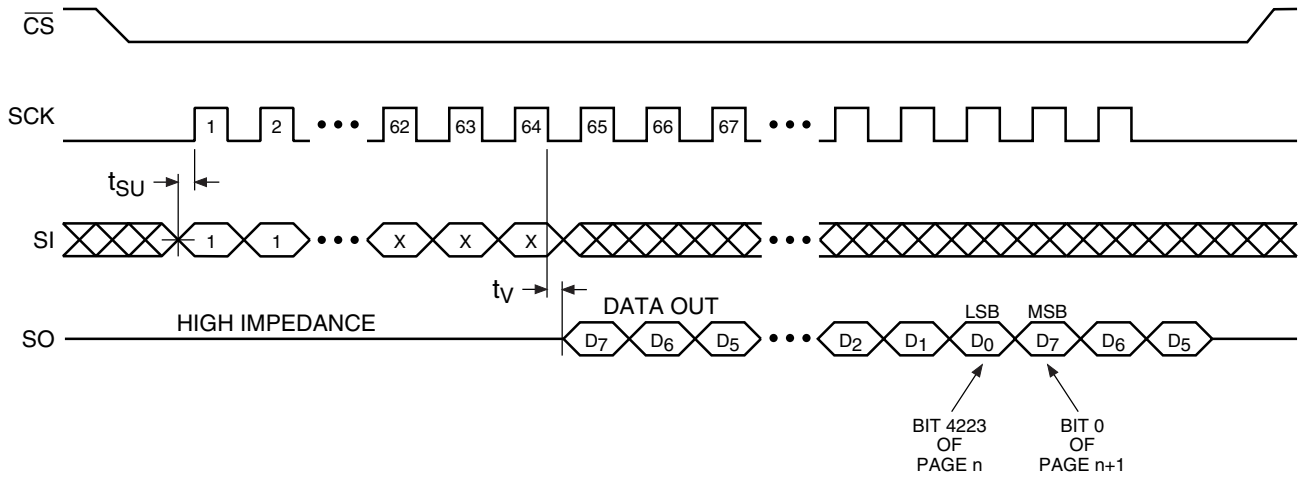 CS
SCK
1 2 ••• 62 63 64 65 66 67 •••
tSU
SI
1 1 ••• X X X •••
tV
DATA OUT
HIGH IMPEDANCE
LSB MSB
SO
D7 D6 D5 ••• D2 D1 D0 D7 D6 D5
BIT 4223
OF
PAGE n
BIT 0
OF
PAGE n+1